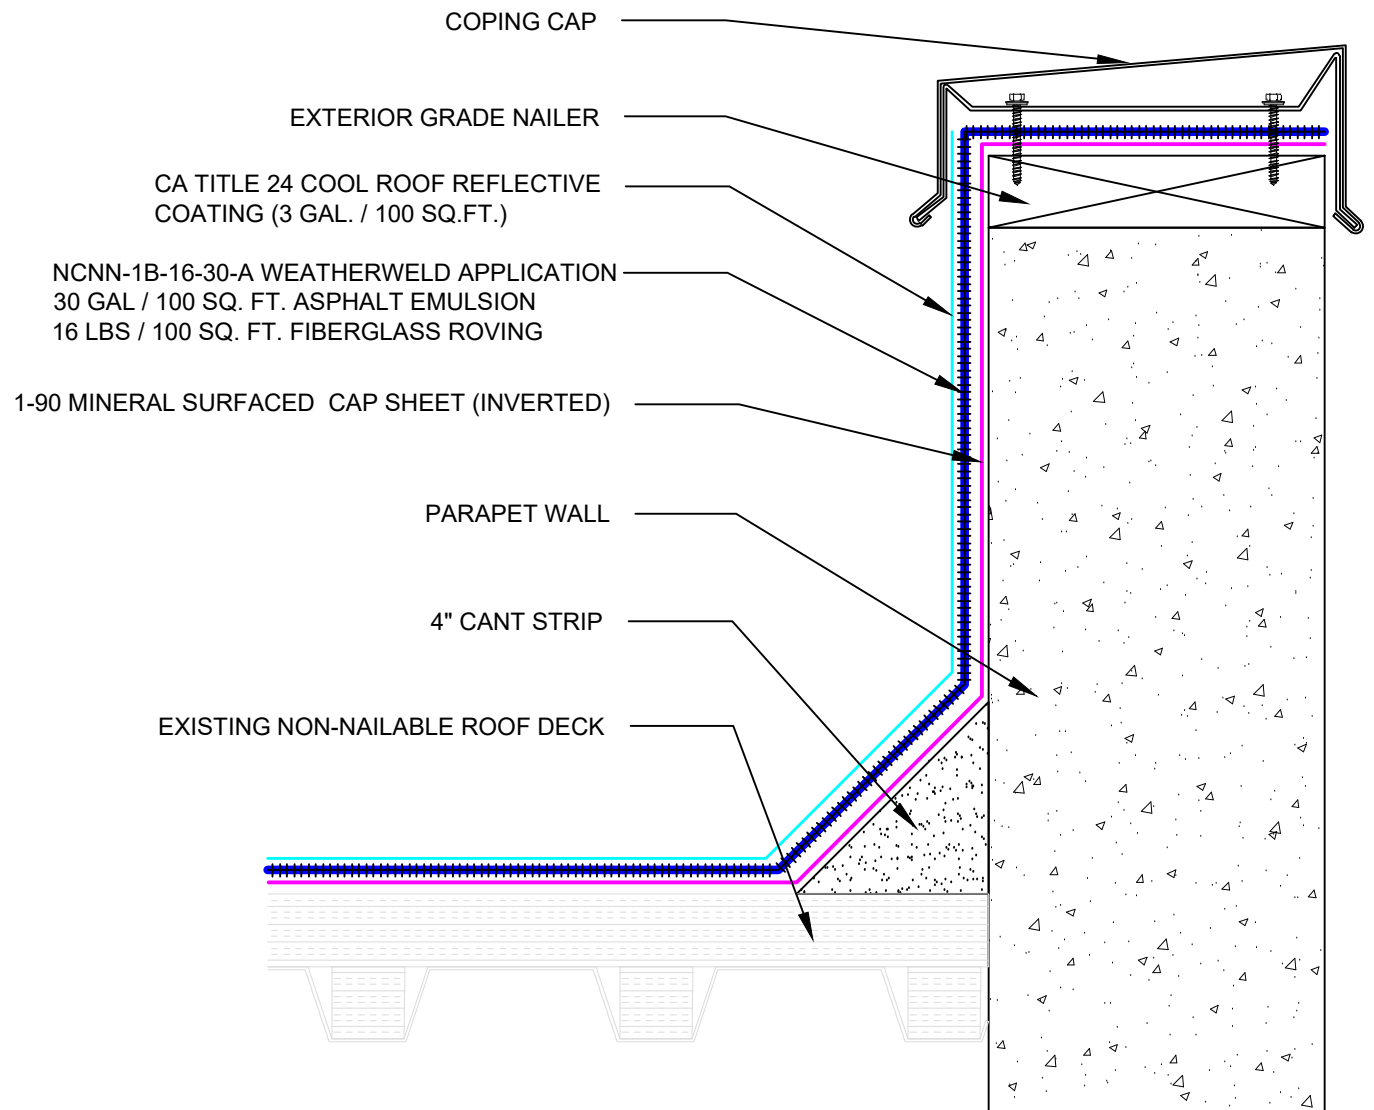 COPING CAP
EXTERIOR GRADE NAILER
CA TITLE 24 COOL ROOF REFLECTIVE
COATING (3 GAL. / 100 SQ.FT.)
NCNN-1B-16-30-A WEATHERWELD APPLICATION
30 GAL / 100 SQ. FT. ASPHALT EMULSION
16 LBS / 100 SQ. FT. FIBERGLASS ROVING
1-90 MINERAL SURFACED  CAP SHEET (INVERTED)
PARAPET WALL
4" CANT STRIP
EXISTING NON-NAILABLE ROOF DECK